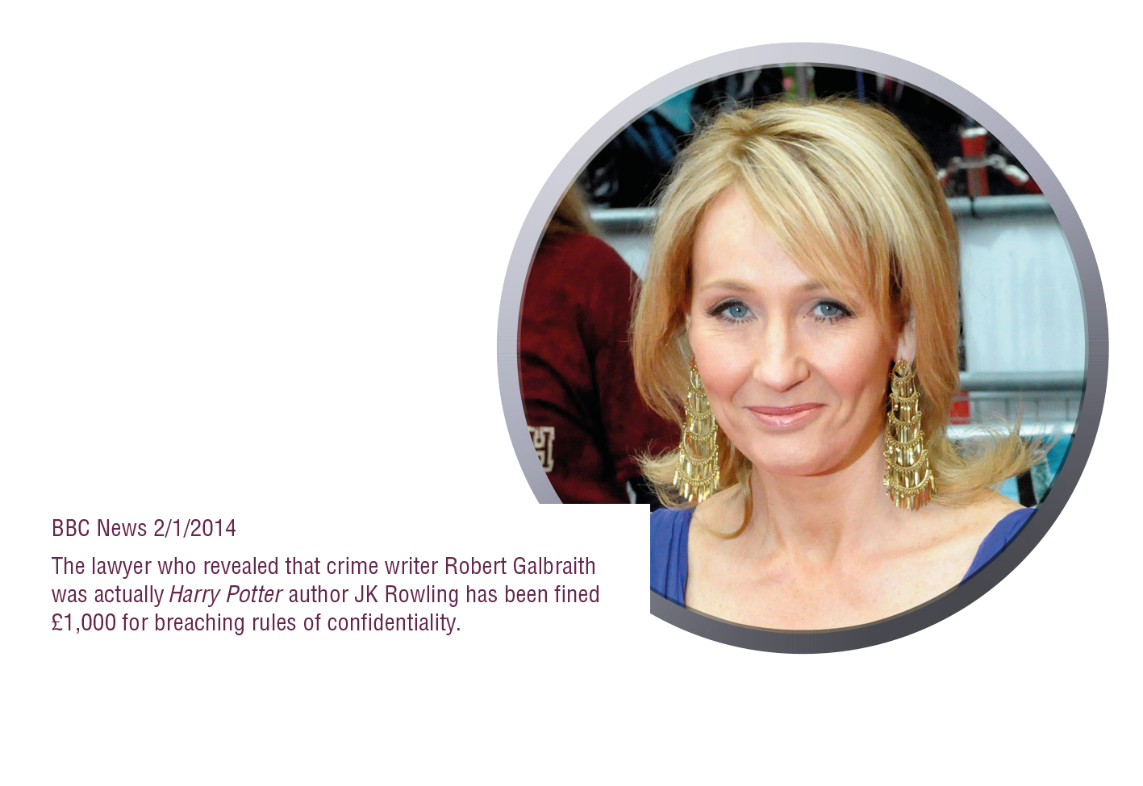 BBC News 2/1/2014
The lawyer who revealed that crime writer Robert Galbraith
was actually Harry Potter author JK Rowling has been fined
£1,000 for breaching rules of confidentiality.
H